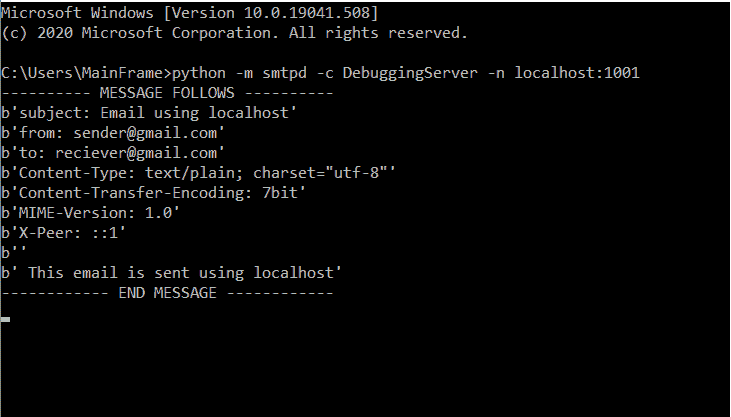 Microsoft Windows [Version 10.0.19041.508]
(c) 2020 Microsoft Corporation. All rights reserved.
C:\Users\MainFrame>python -m smtpd -c DebuggingServer -n localhost:1001
---------- MESSAGE FOLLOWS ----------
b'subject: Email using localhost'
b'from: sender@gmail.com'
b'to: reciever@gmail.com'
b'Content-Type: text/plain; charset="utf-8"'
b'Content-Transfer-Encoding: 7bit'
b'MIME-Version: 1.0'
b'X-Peer: ::1'
b''
b' This email is sent using localhost'
------------ END MESSAGE ------------